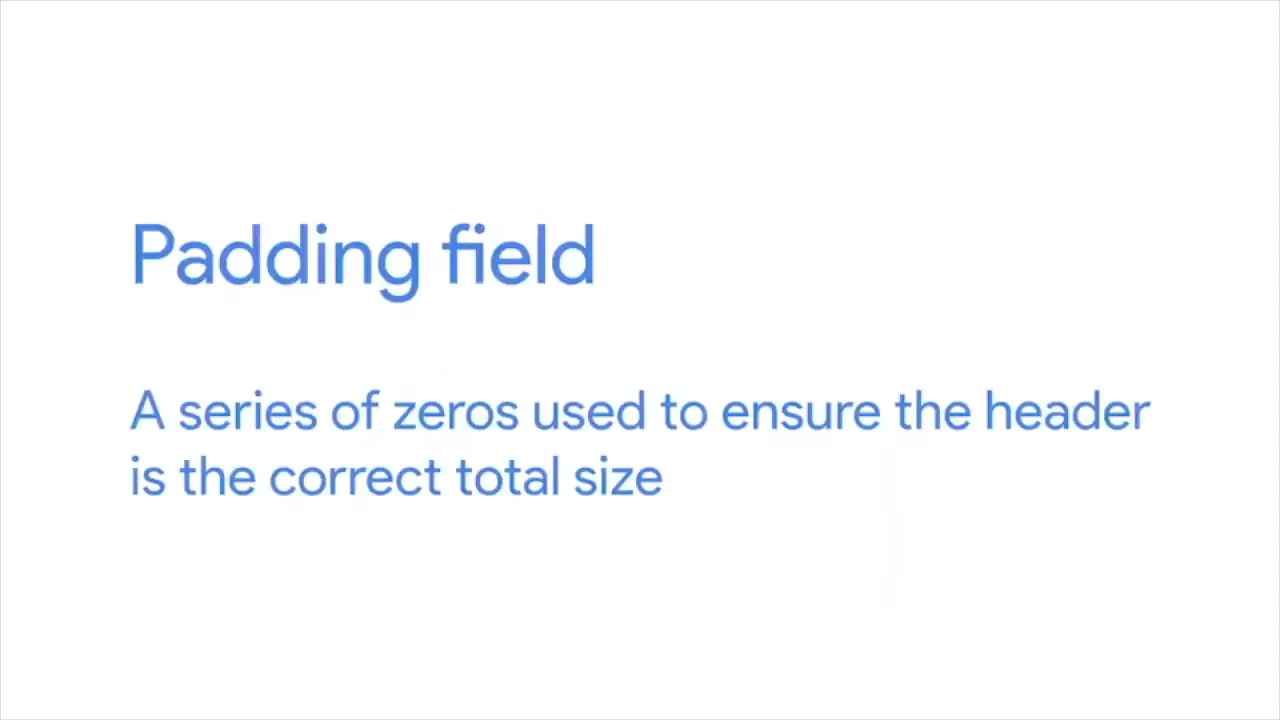 Padding field
A series of zeros used to ensure the header
is the correct total size